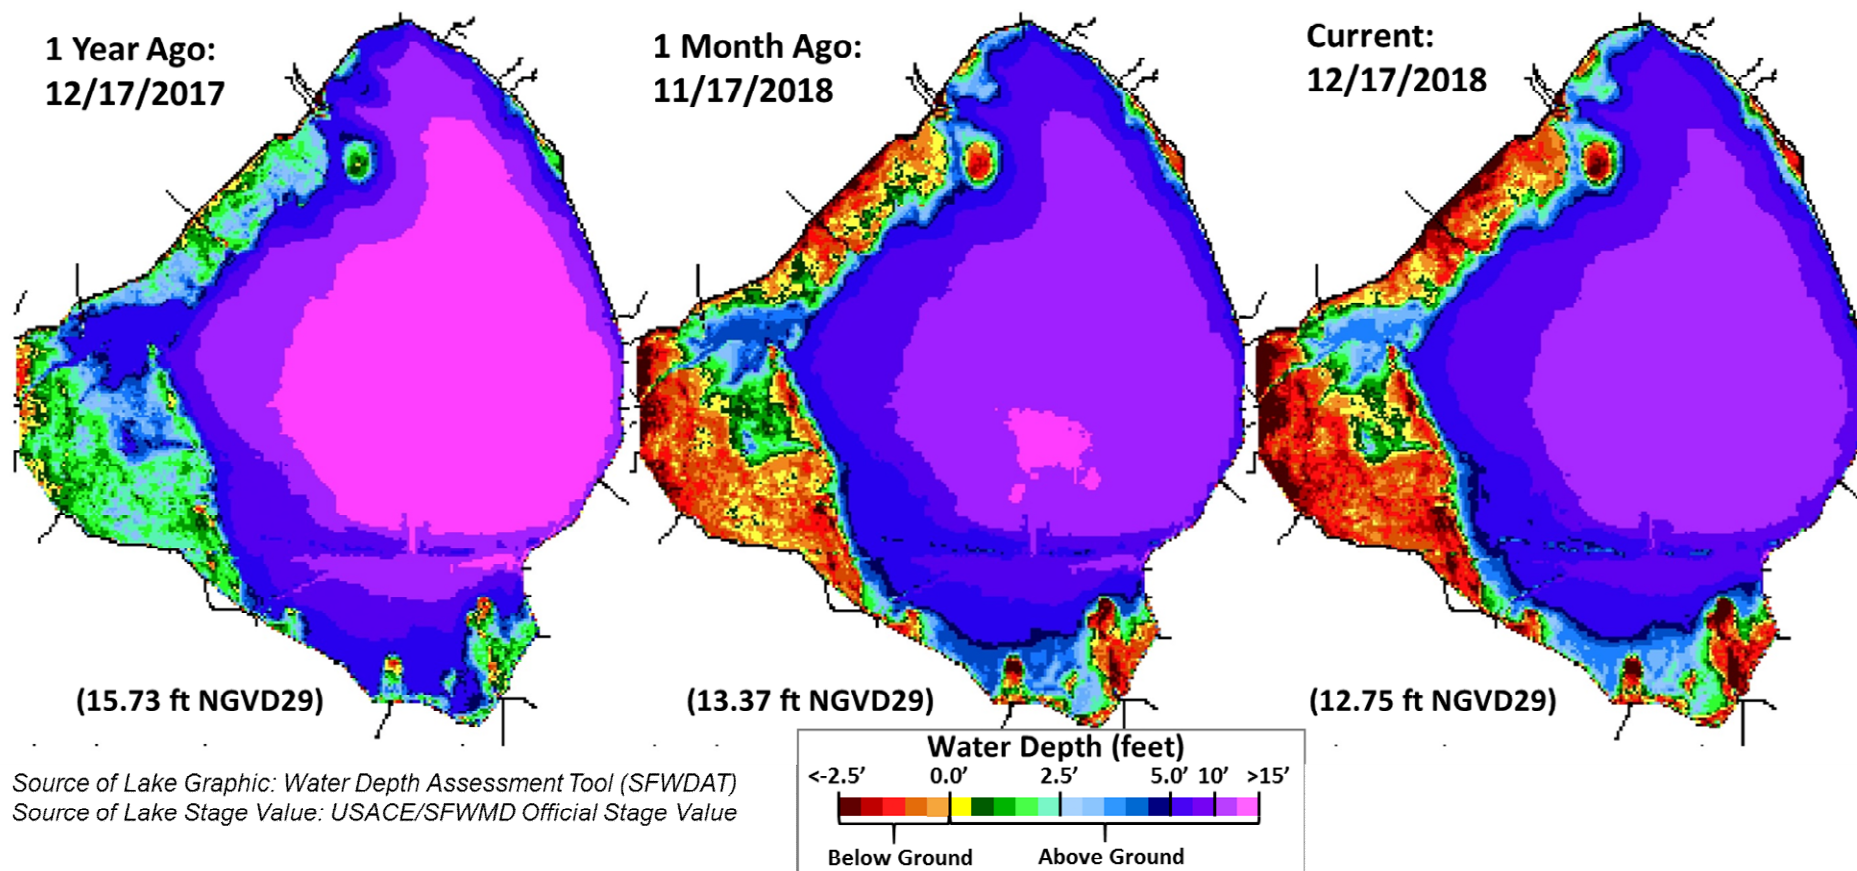 1 Year Ago:
12/17/2017
1 Month Ago:
11/17/2018
Current:
12/17/2018
(15.73 ft NGVD29)
(13.37 ft NGVD29)
(12.75 ft NGVD29)
Water Depth (feet)
<-2.5' 0.0' 2.5' 5.0' 10' >15'
Below Ground Above Ground
Source of Lake Graphic: Water Depth Assessment Tool (SFWDAT)
Source of Lake Stage Value: USACE/SFWMD Official Stage Value